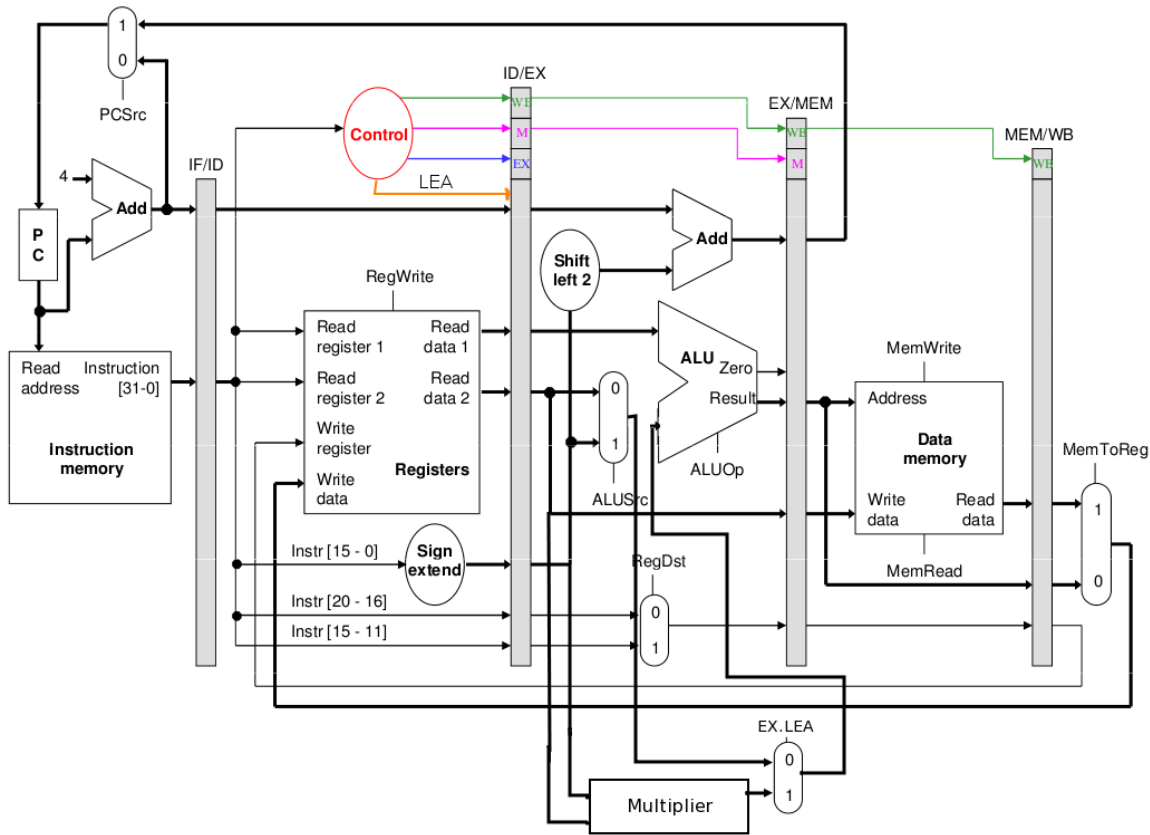 1
0
PCSrc
ID/EX
WB
M
EX
EX/MEM
WB
M
MEM/WB
WB
Control
LEA
IF/ID
4
Add
P
C
Add
Shift
left 2
RegWrite
Read
register 1
Read
data 1
Read
register 2
Read
data 2
Write
register
Write
data
Registers
Read
address
Instruction
[31-0]
Instruction
memory
0
1
ALUSrc
ALU
Zero
Result
ALUOp
MemWrite
Address
Data
memory
Write
data
Read
data
MemRead
MemToReg
1
0
Instr [15 - 0]
Sign
extend
Instr [20 - 16]
Instr [15 - 11]
RegDst
0
1
EX.LEA
0
1
Multiplier